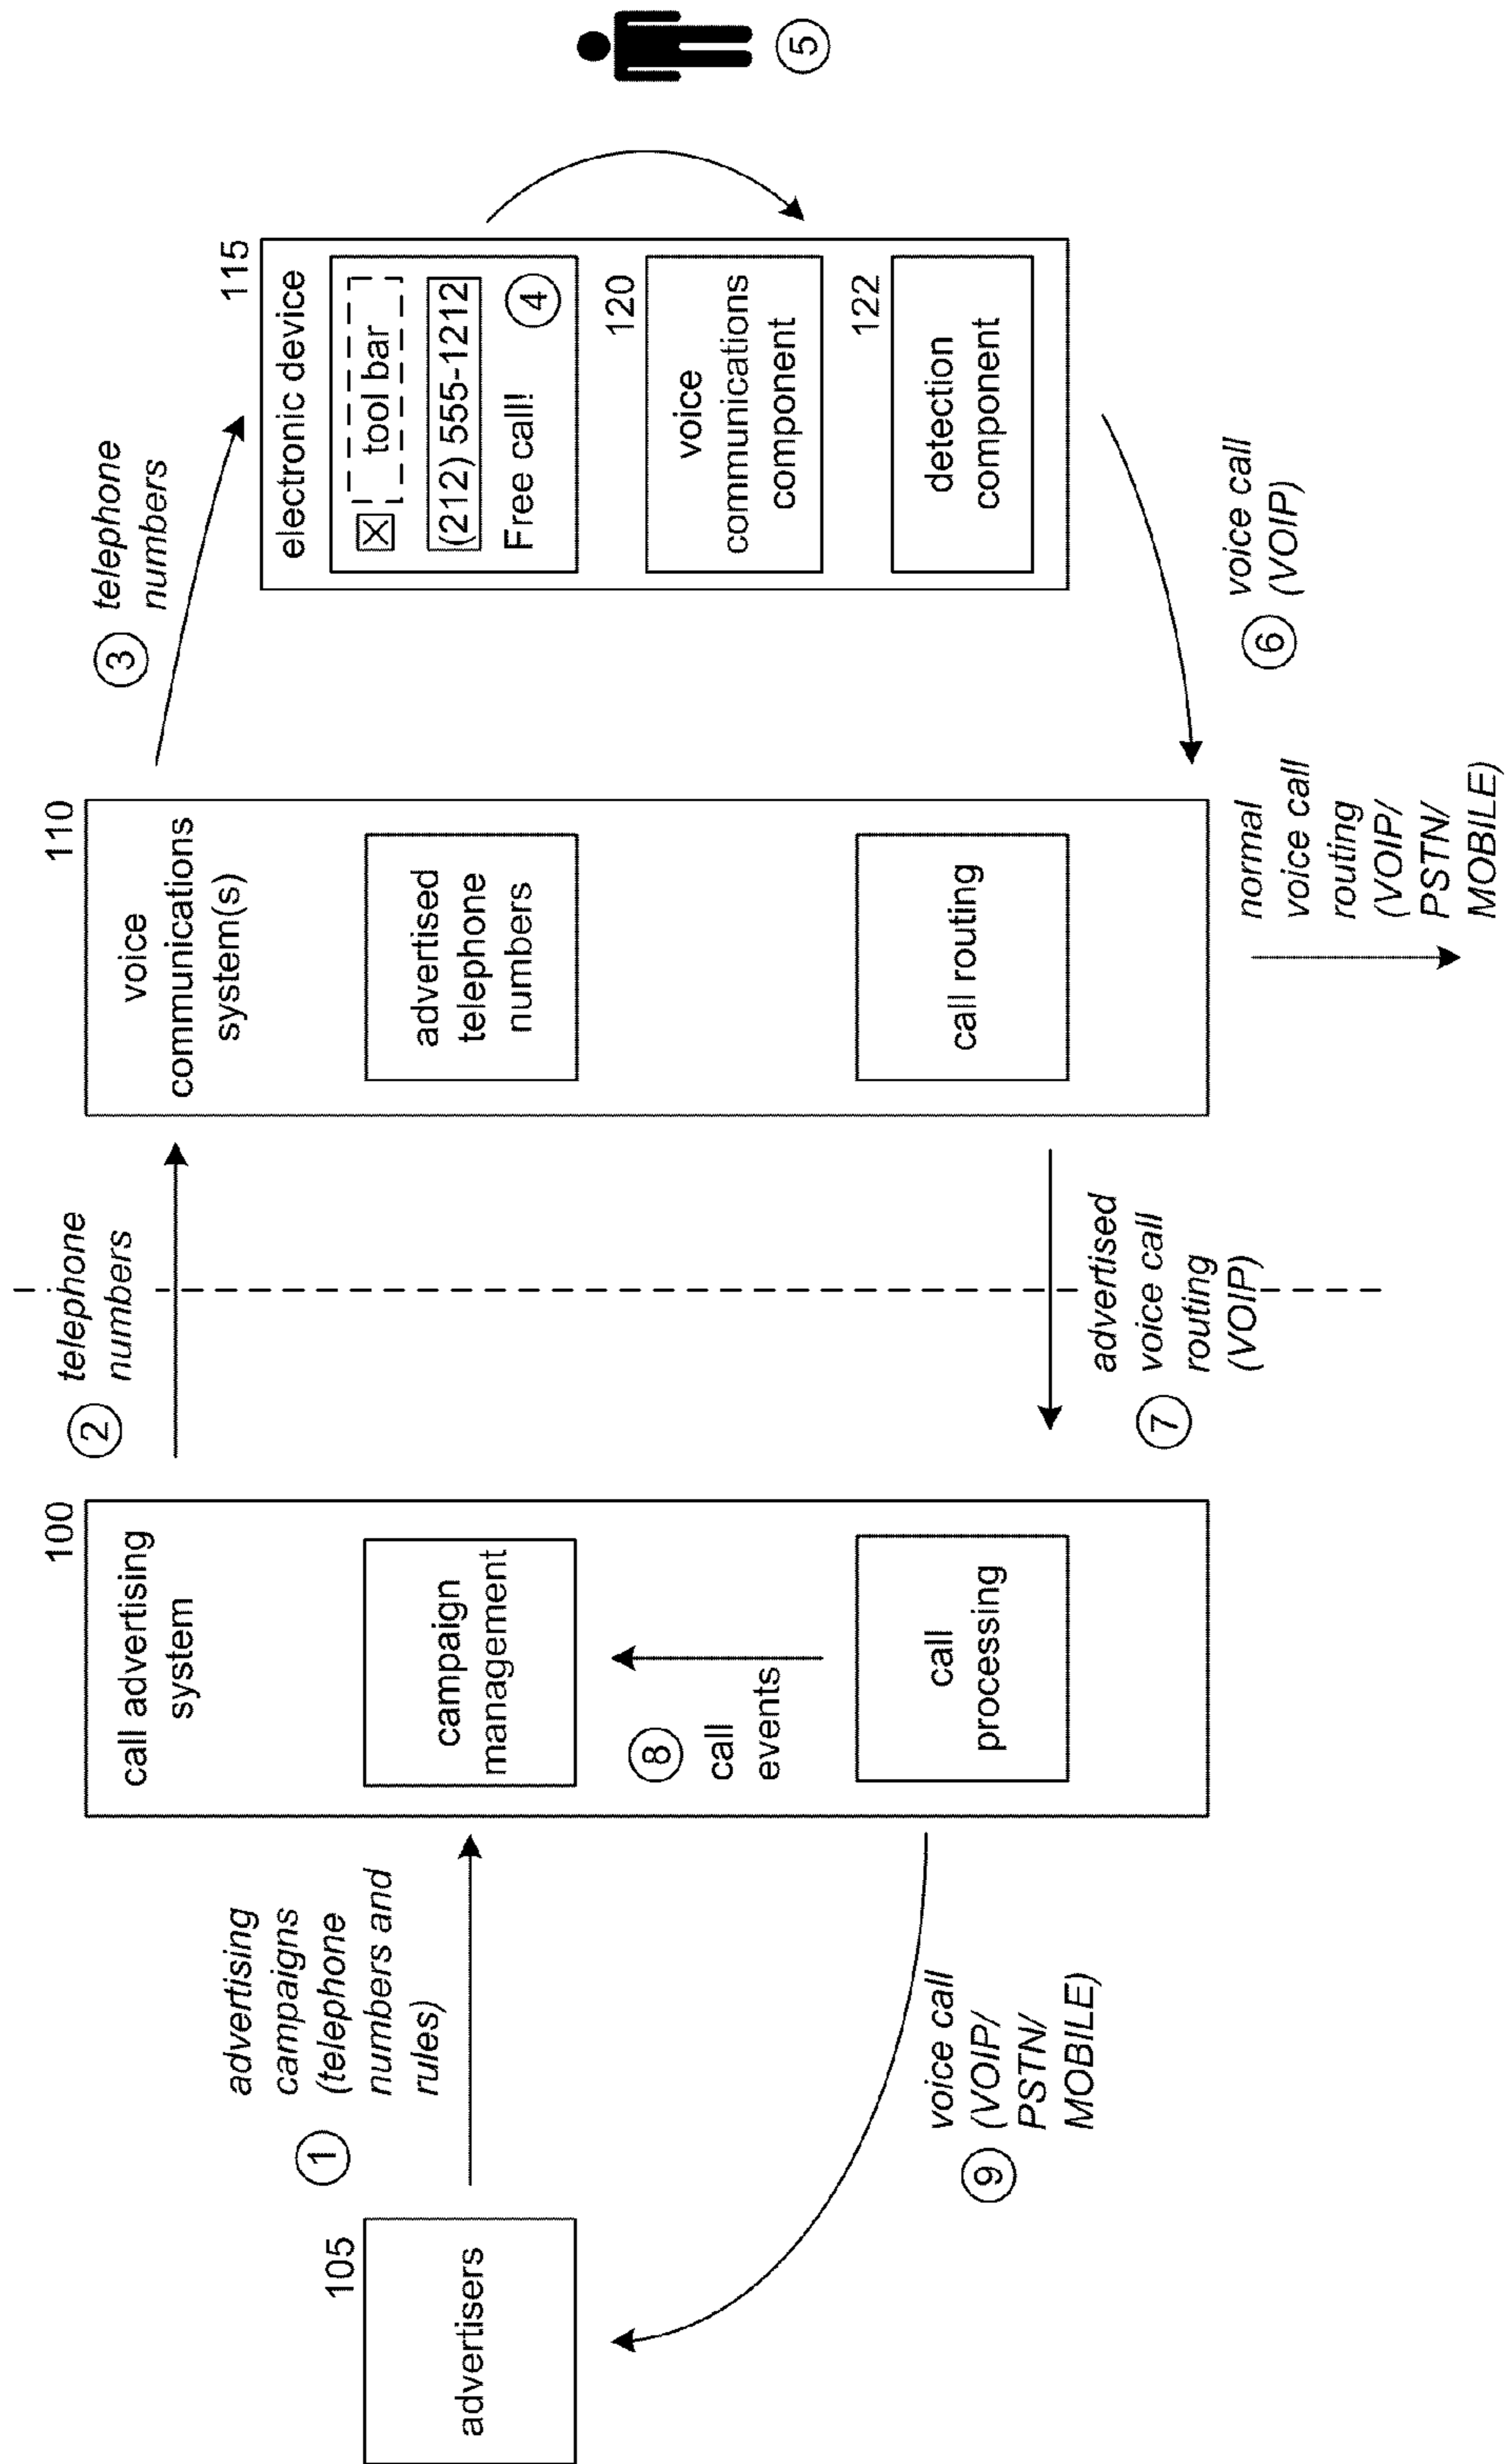 105
advertisers
1
advertising
campaigns
(telephone
numbers and
rules)
9
voice call
(VOIP/
PSTN/
MOBILE)
100
call advertising
system
campaign
management
8
call
events
call
processing
2
telephone
numbers
7
advertised
voice call
routing
(VOIP)
110
voice
communications
system(s)
advertised
telephone
numbers
call routing
normal
voice call
routing
(VOIP/
PSTN/
MOBILE)
3
telephone
numbers
6
voice call
(VOIP)
115
electronic device
tool bar
(212) 555-1212
Free call!
4
120
voice
communications
component
122
detection
component
5